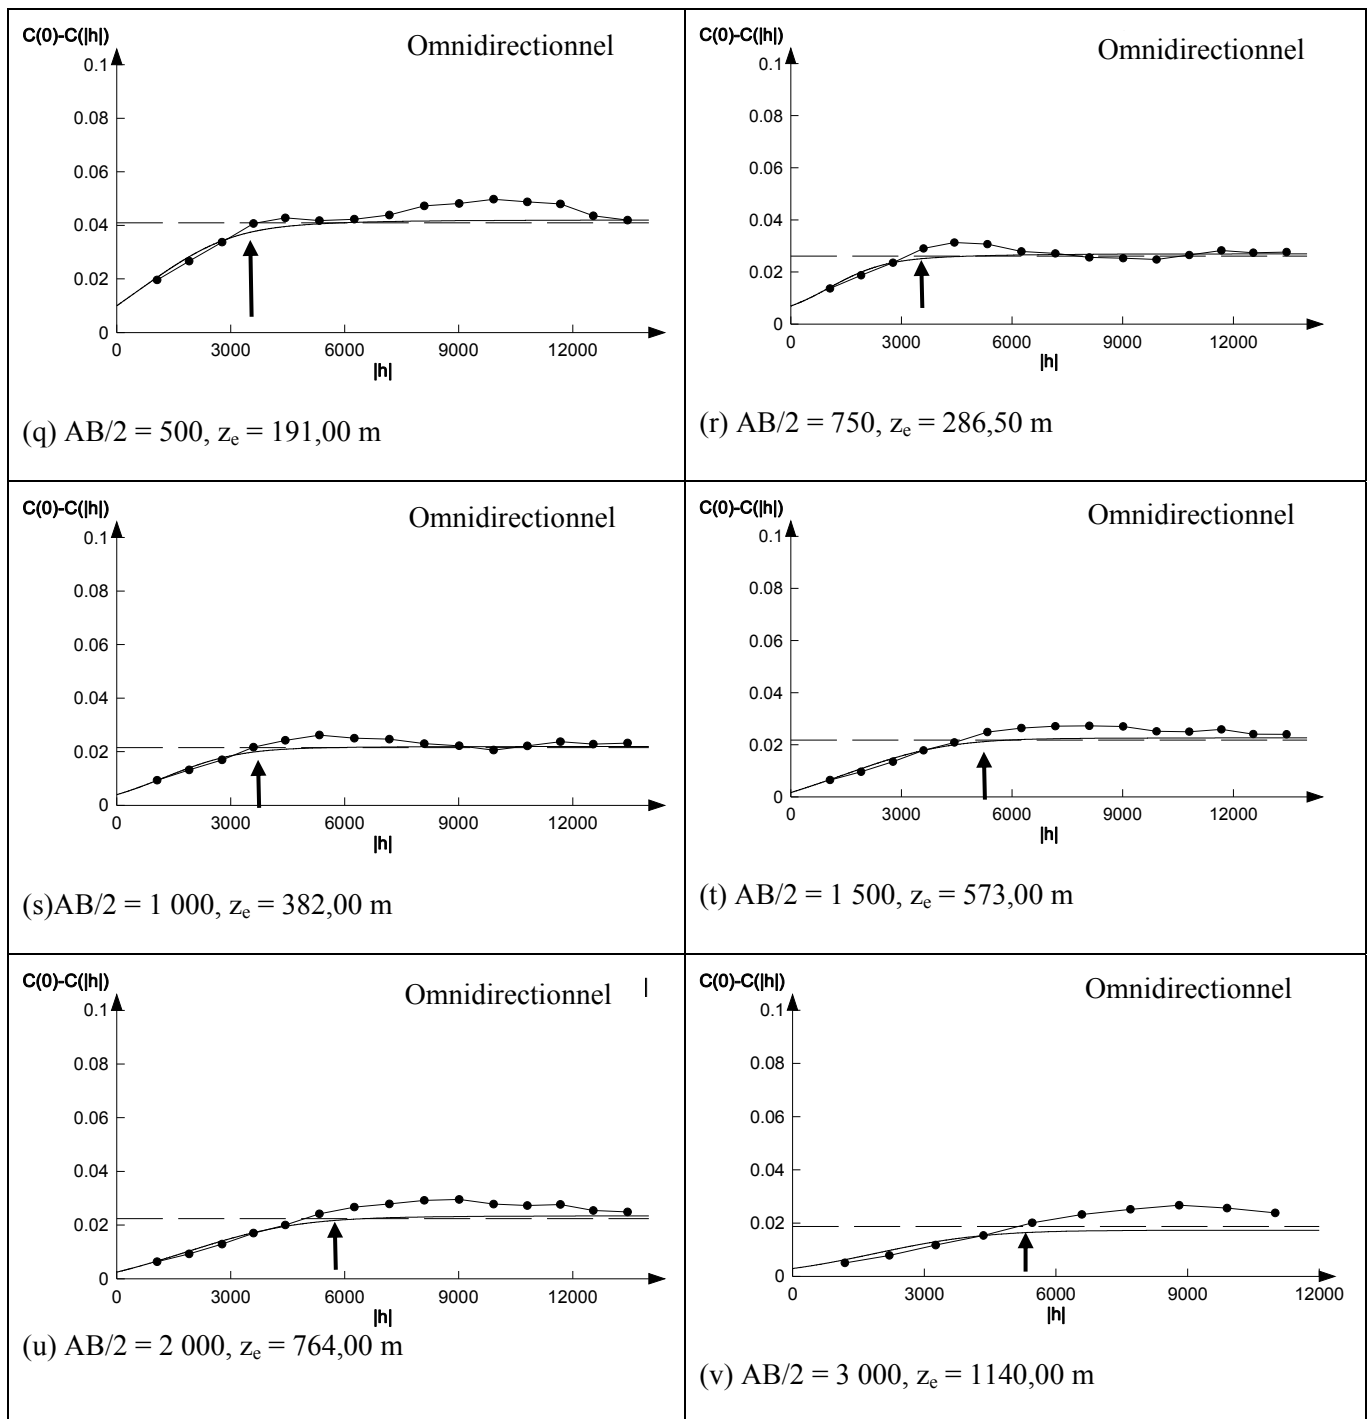 C(0)-C(|h|)
Omnidirectionnel
0.1
0.08
0.06
0.04
0.02
0
0 3000 6000 9000 12000
|h|
(q) AB/2 = 500, ze = 191,00 m
C(0)-C(|h|)
Omnidirectionnel
0.1
0.08
0.06
0.04
0.02
0
0 3000 6000 9000 12000
|h|
(r) AB/2 = 750, ze = 286,50 m
C(0)-C(|h|)
Omnidirectionnel
0.1
0.08
0.06
0.04
0.02
0
0 3000 6000 9000 12000
|h|
(s)AB/2 = 1 000, ze = 382,00 m
C(0)-C(|h|)
Omnidirectionnel
0.1
0.08
0.06
0.04
0.02
0
0 3000 6000 9000 12000
|h|
(t) AB/2 = 1 500, ze = 573,00 m
C(0)-C(|h|)
Omnidirectionnel |
0.1
0.08
0.06
0.04
0.02
0
0 3000 6000 9000 12000
|h|
(u) AB/2 = 2 000, ze = 764,00 m
C(0)-C(|h|)
Omnidirectionnel
0.1
0.08
0.06
0.04
0.02
0
0 3000 6000 9000 12000
|h|
(v) AB/2 = 3 000, ze = 1140,00 m